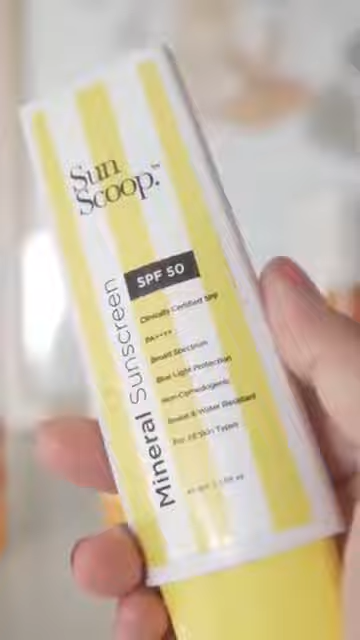 Sun
Scoop.™
SPF 50
Mineral Sunscreen
Clinically Certified SPF
PA++++
Broad Spectrum
Blue Light Protection
Non-Comedogenic
Sweat & Water Resistant
For All Skin Types